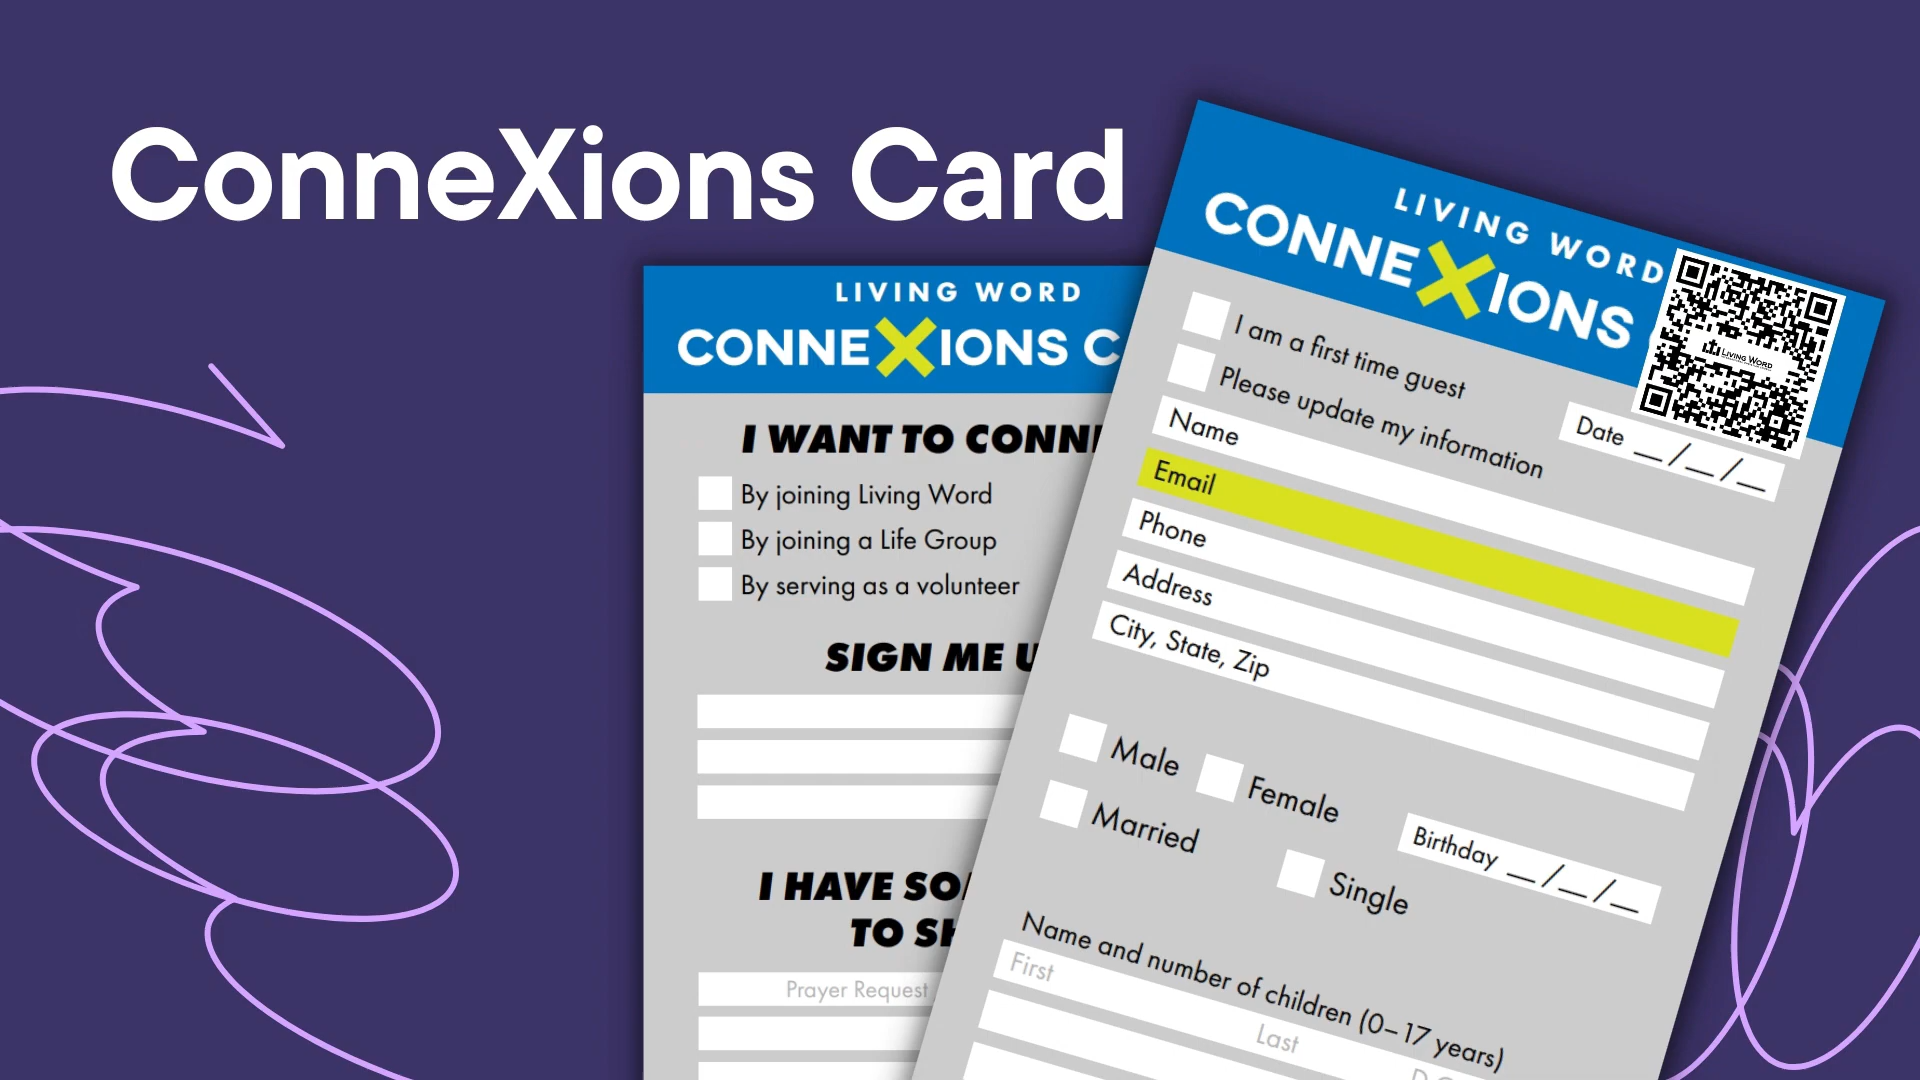 ConneXions Card
LIVING WORD
CONNEXIONS C
I WANT TO CONNE
By joining Living Word
By joining a Life Group
By serving as a volunteer
SIGN ME U
I HAVE SO
TO SH
Prayer Request
LIVING WORD
CONNEXIONS
LIVING WORD
I am a first time guest
Please update my information
Date __/__/__
Name
Email
Phone
Address
City, State, Zip
Male Female
Married Single
Birthday __/__/__
Name and number of children (0–17 years)
First Last